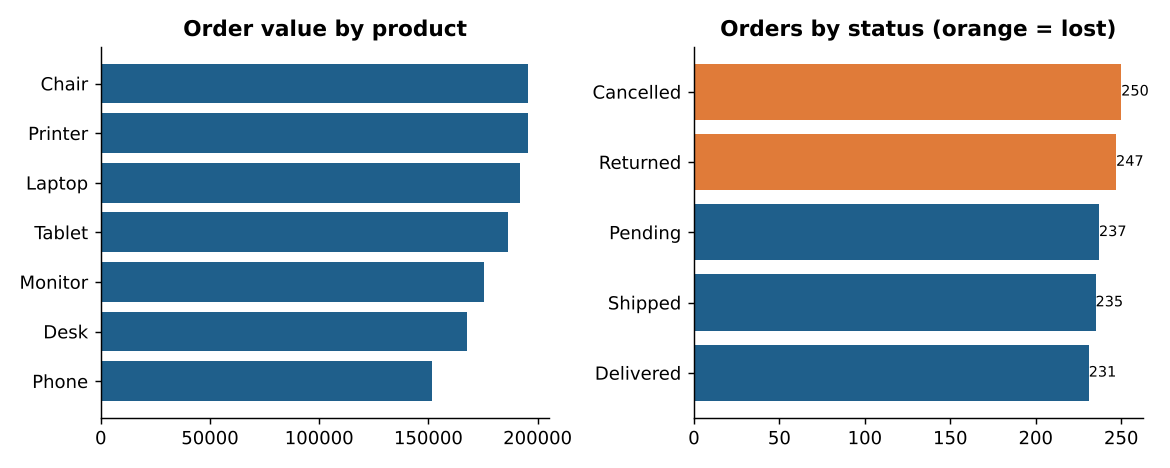 Order value by product
Chair
Printer
Laptop
Tablet
Monitor
Desk
Phone
0 50000 100000 150000 200000
Orders by status (orange = lost)
Cancelled 250
Returned 247
Pending 237
Shipped 235
Delivered 231
0 50 100 150 200 250